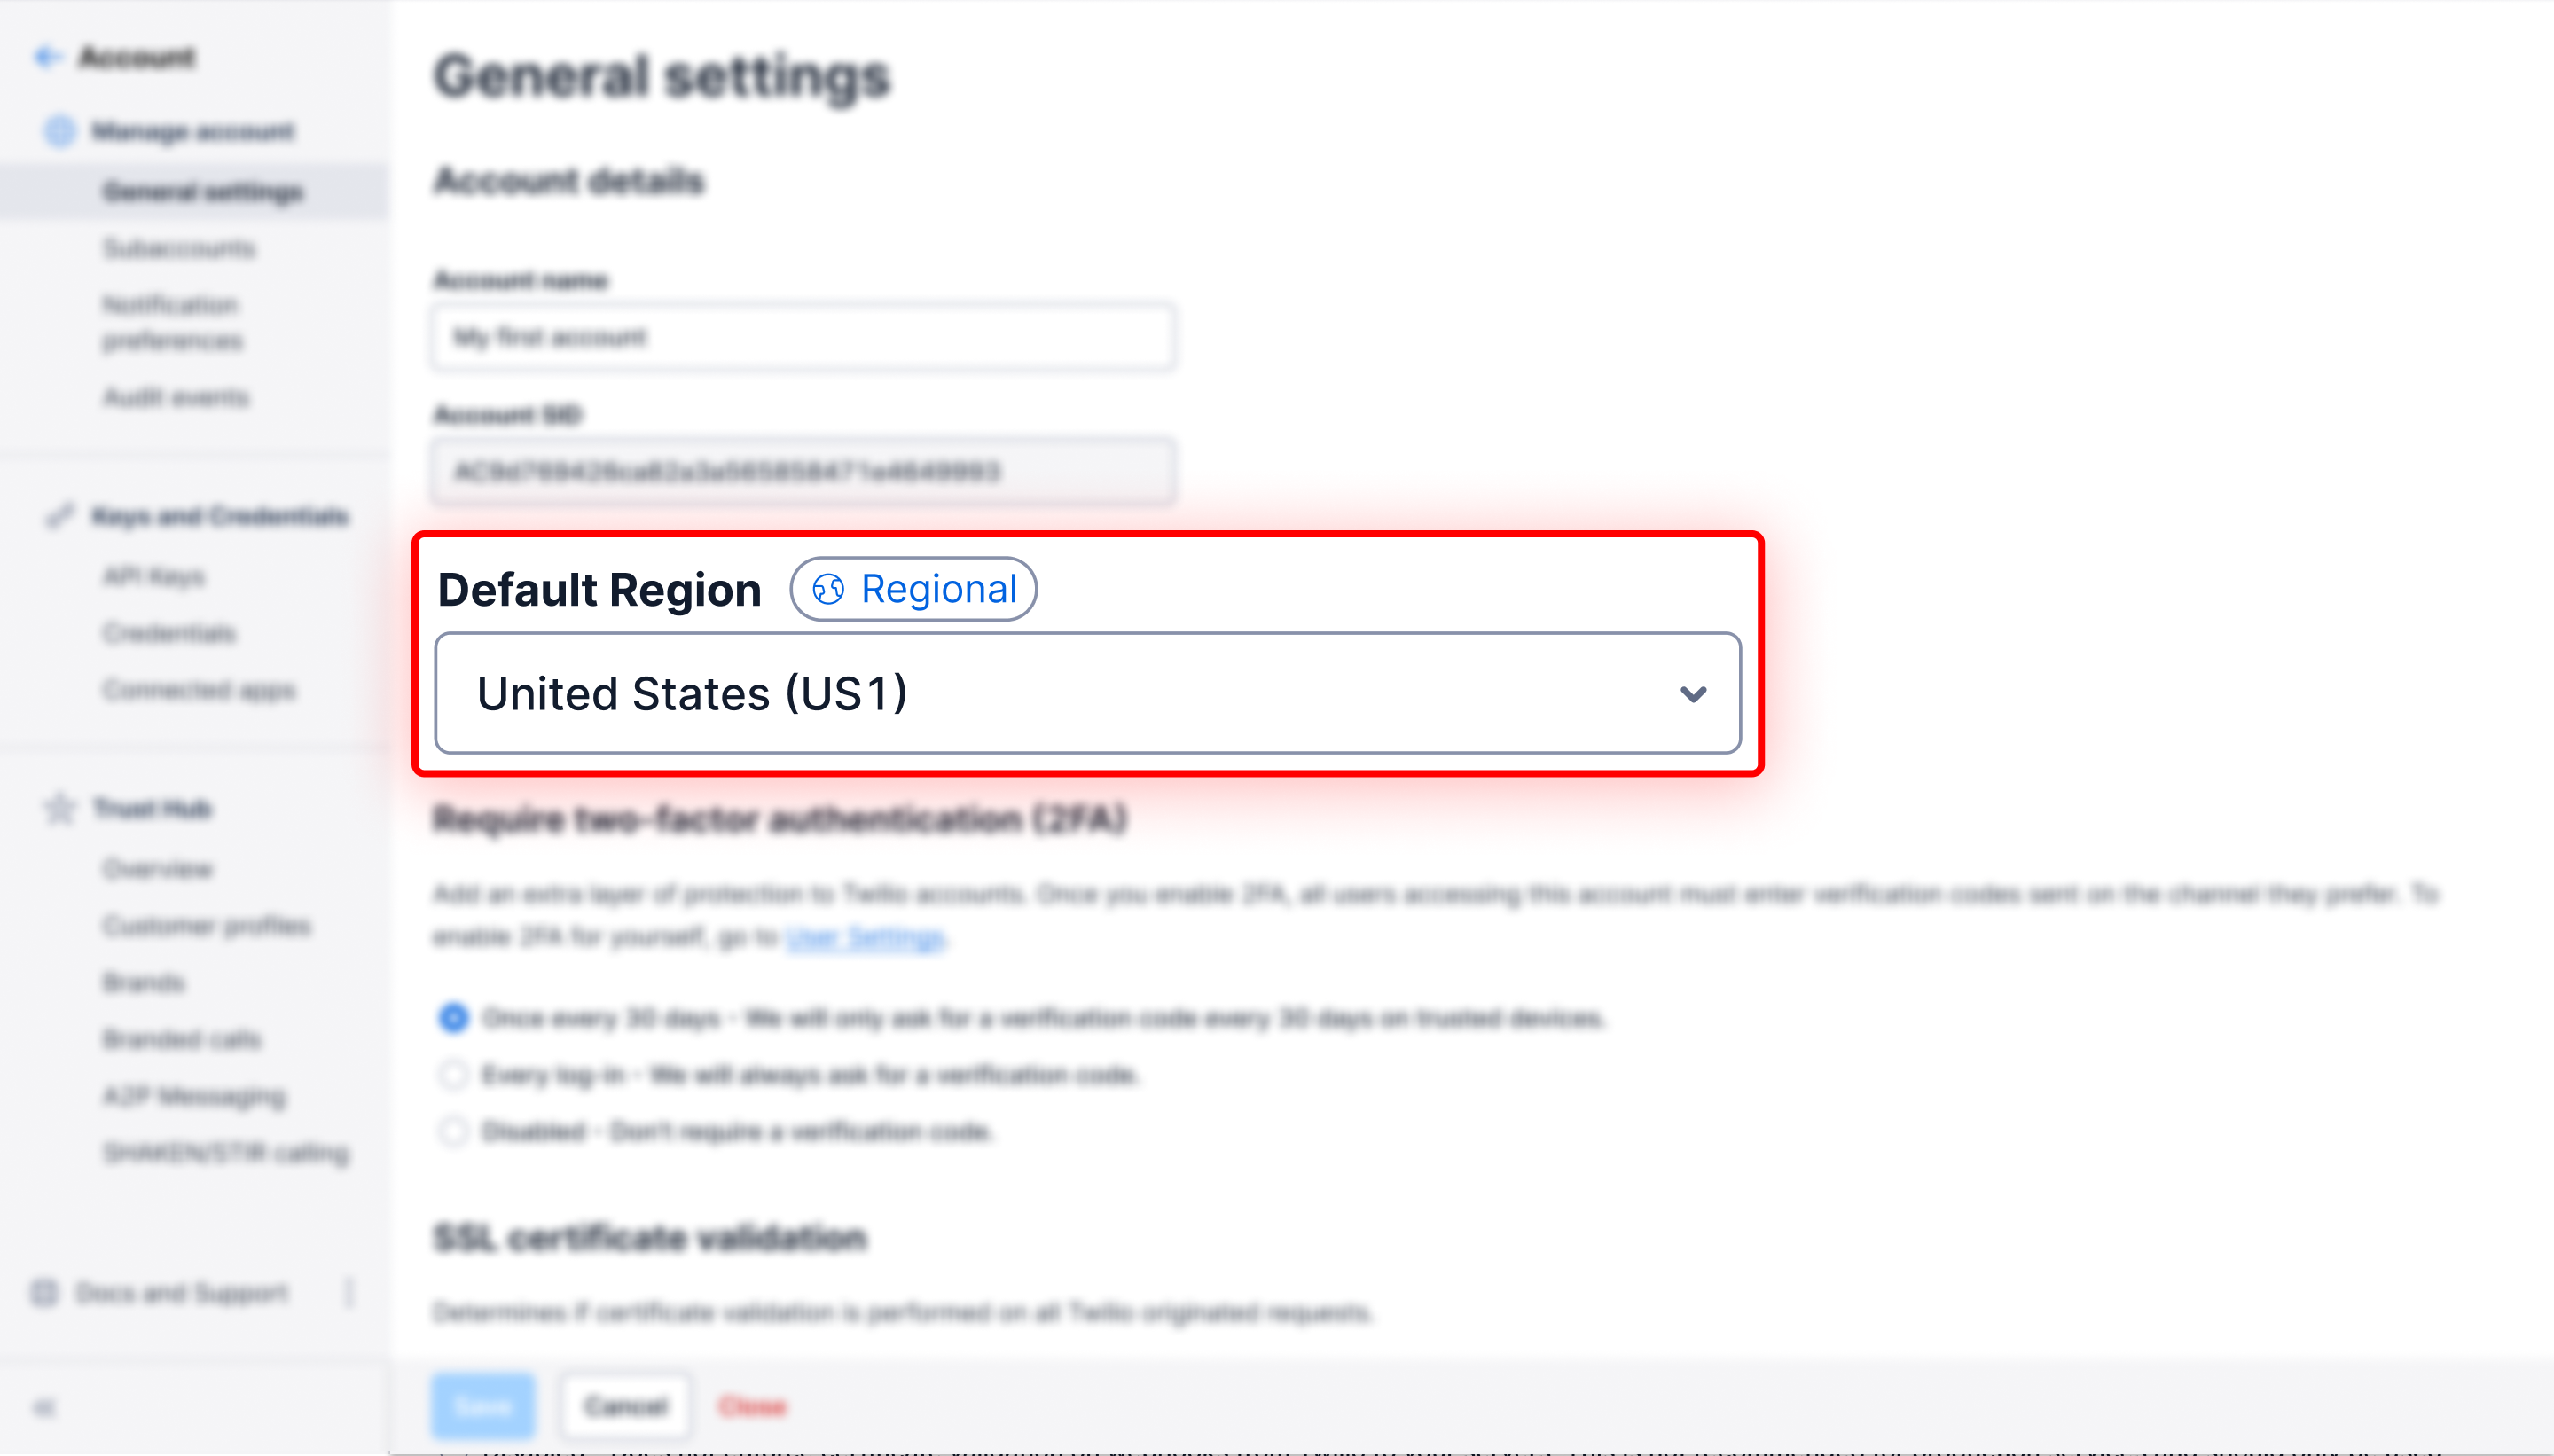 Account
Manage account
General settings
Subaccounts
Notification
preferences
Audit events
Keys and Credentials
API Keys
Credentials
Connected apps
Trust Hub
Overview
Customer profiles
Brands
Branded calls
A2P Messaging
SHAKEN/STIR calling
Docs and Support
General settings
Account details
Account name
My first account
Account SID
Default Region
Regional
United States (US1)
Require two-factor authentication (2FA)
Add an extra layer of protection to Twilio accounts. Once you enable 2FA, all users accessing this account must enter verification codes sent on the channel they prefer. To
enable 2FA for yourself, go to User Settings.
Once every 30 days - We will only ask for a verification code every 30 days on trusted devices.
Every log-in - We will always ask for a verification code.
Disabled - Don't require a verification code.
SSL certificate validation
Determines if certificate validation is performed on all Twilio originated requests.
Save
Cancel
Close